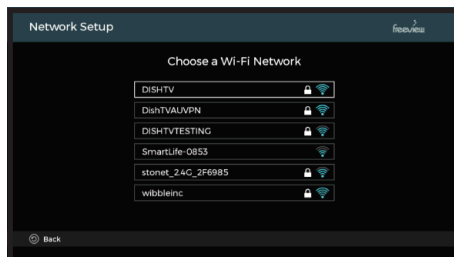 Network Setup
freeview
Choose a Wi-Fi Network
DISHTV
DishTVAUVPN
DISHTVTESTING
SmartLife-0853
stonet_2.4G_2F6985
wibbleinc
Back